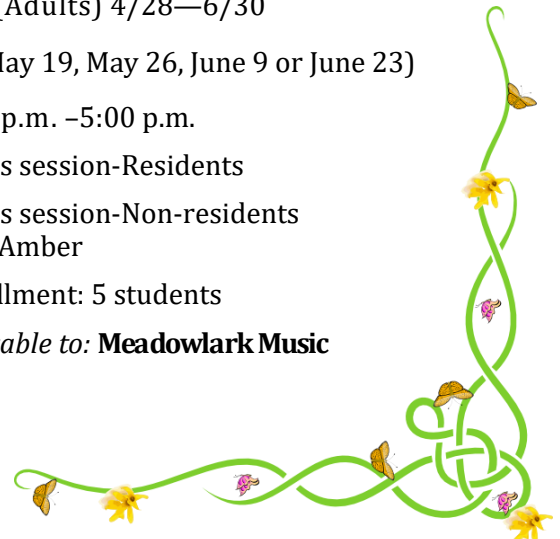 (Adults) 4/28—6/30
May 19, May 26, June 9 or June 23)
p.m. –5:00 p.m.
s session-Residents
s session-Non-residents
Amber
llment: 5 students
able to: Meadowlark Music